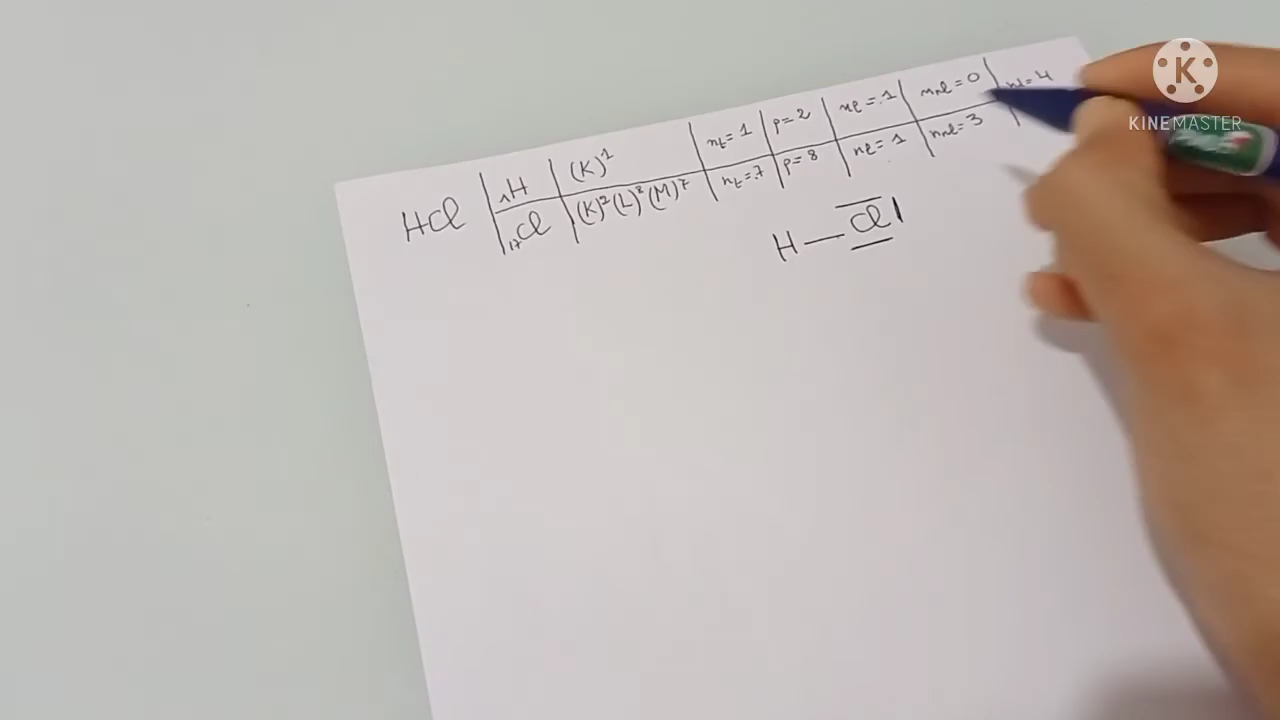 HCl | ₁H | (K)¹ | nt = 1 | p = 2 | nl = 1 | nnl = 0 | nd = 4
₁₇Cl | (K)²(L)⁸(M)⁷ | nt = 7 | p = 8 | nl = 1 | nnl = 3
H — Cl
K
KINEMASTER